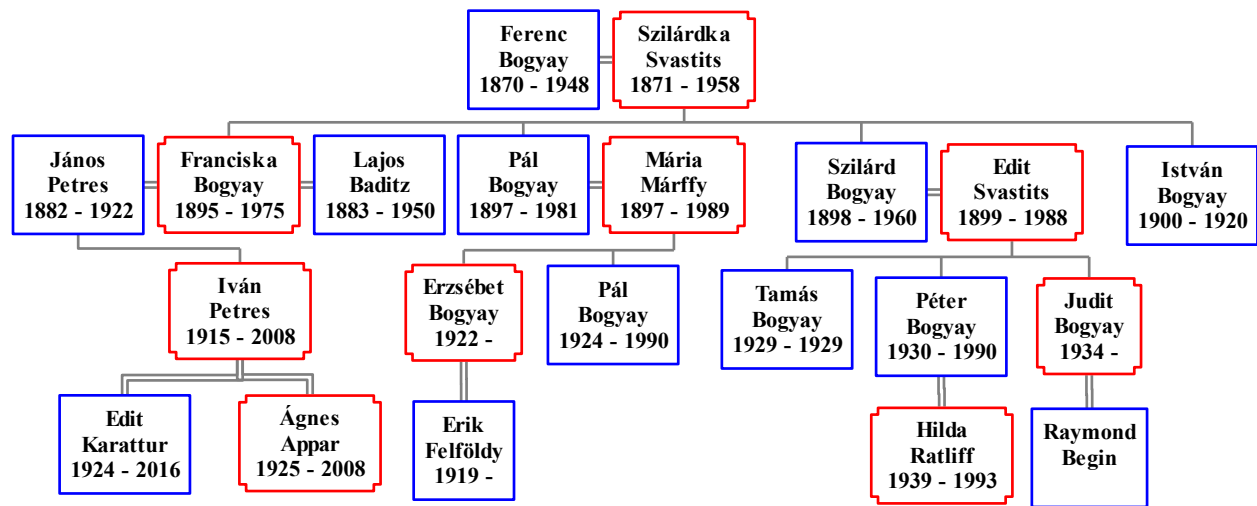 Ferenc
Bogyay
1870 - 1948
Szilárdka
Svastits
1871 - 1958
János
Petres
1882 - 1922
Franciska
Bogyay
1895 - 1975
Lajos
Baditz
1883 - 1950
Pál
Bogyay
1897 - 1981
Mária
Márffy
1897 - 1989
Szilárd
Bogyay
1898 - 1960
Edit
Svastits
1899 - 1988
István
Bogyay
1900 - 1920
Iván
Petres
1915 - 2008
Erzsébet
Bogyay
1922 -
Pál
Bogyay
1924 - 1990
Tamás
Bogyay
1929 - 1929
Péter
Bogyay
1930 - 1990
Judit
Bogyay
1934 -
Edit
Karattur
1924 - 2016
Ágnes
Appar
1925 - 2008
Erik
Felföldy
1919 -
Hilda
Ratliff
1939 - 1993
Raymond
Begin